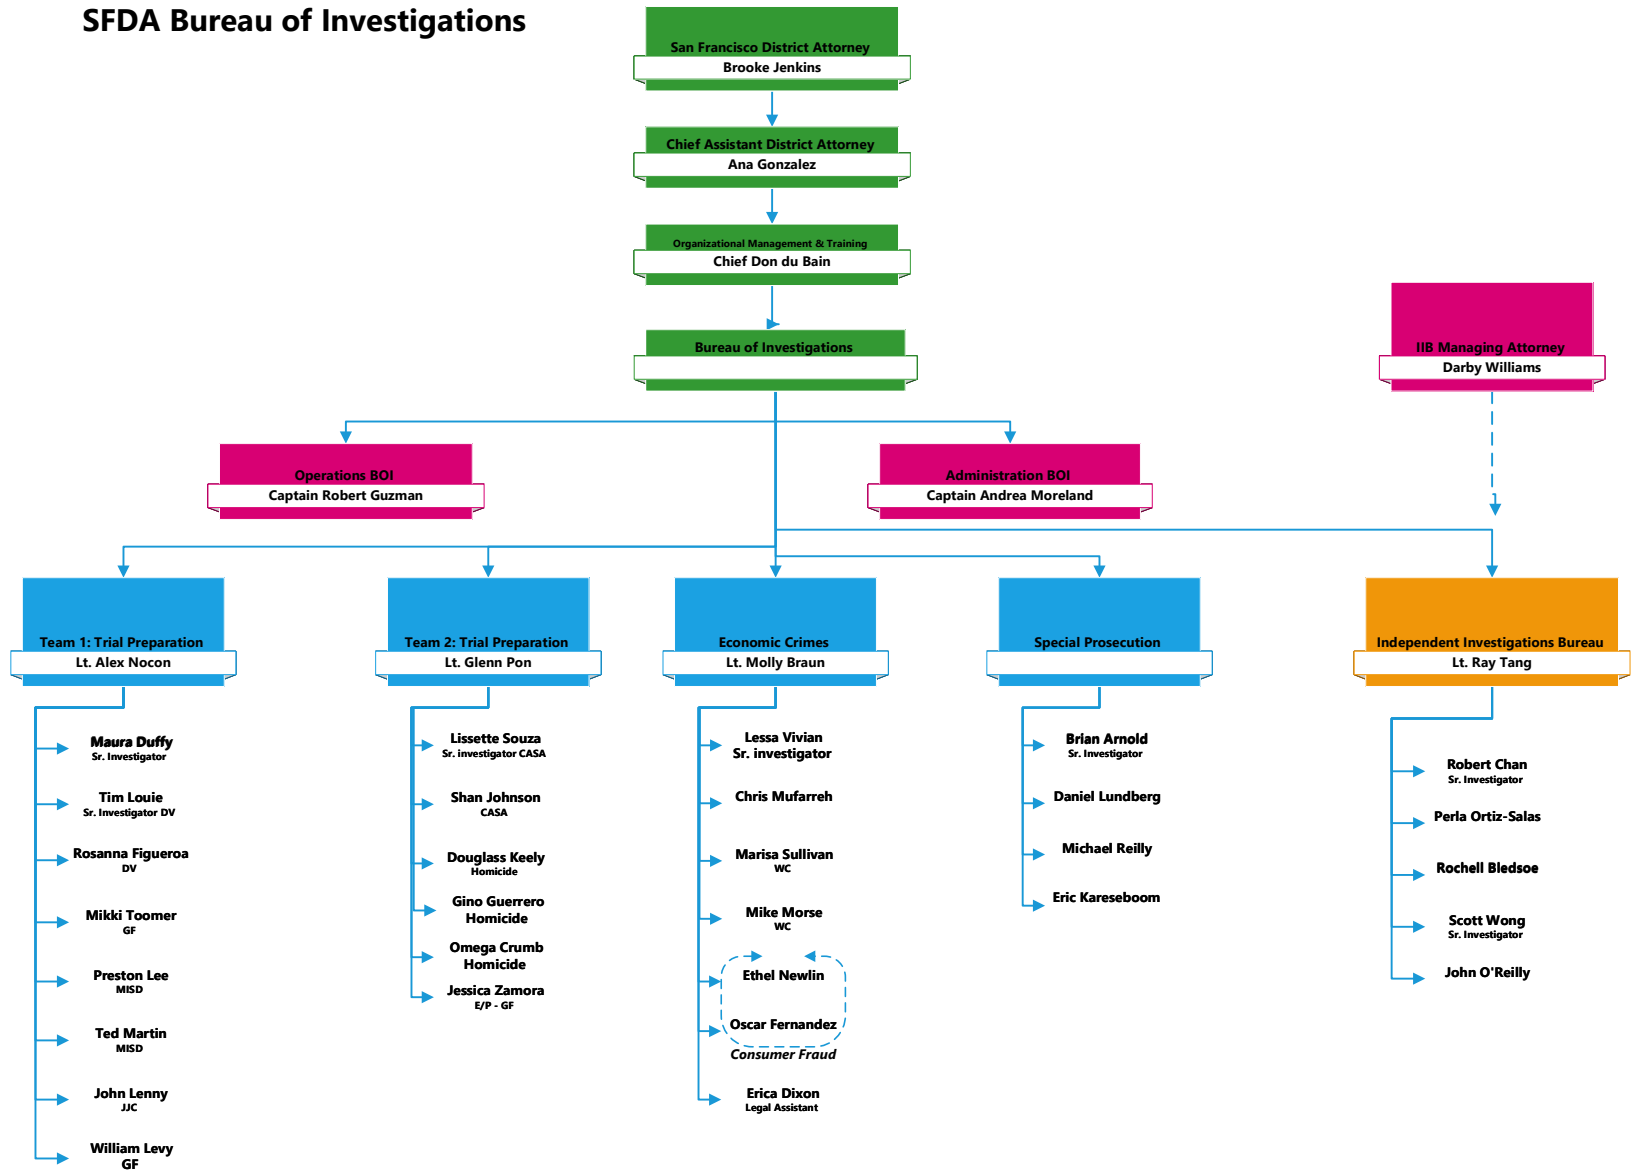 SFDA Bureau of Investigations
San Francisco District Attorney
Brooke Jenkins
Chief Assistant District Attorney
Ana Gonzalez
Organizational Management & Training
Chief Don du Bain
Bureau of Investigations
IIB Managing Attorney
Darby Williams
Operations BOI
Captain Robert Guzman
Administration BOI
Captain Andrea Moreland
Team 1: Trial Preparation
Lt. Alex Nocon
Maura Duffy
Sr. Investigator
Tim Louie
Sr. Investigator DV
Rosanna Figueroa
DV
Mikki Toomer
GF
Preston Lee
MISD
Ted Martin
MISD
John Lenny
JJC
William Levy
GF
Team 2: Trial Preparation
Lt. Glenn Pon
Lissette Souza
Sr. investigator CASA
Shan Johnson
CASA
Douglass Keely
Homicide
Gino Guerrero
Homicide
Omega Crumb
Homicide
Jessica Zamora
E/P - GF
Economic Crimes
Lt. Molly Braun
Lessa Vivian
Sr. investigator
Chris Mufarreh
Marisa Sullivan
WC
Mike Morse
WC
Ethel Newlin
Oscar Fernandez
Consumer Fraud
Erica Dixon
Legal Assistant
Special Prosecution
Brian Arnold
Sr. Investigator
Daniel Lundberg
Michael Reilly
Eric Kareseboom
Independent Investigations Bureau
Lt. Ray Tang
Robert Chan
Sr. Investigator
Perla Ortiz-Salas
Rochell Bledsoe
Scott Wong
Sr. Investigator
John O'Reilly